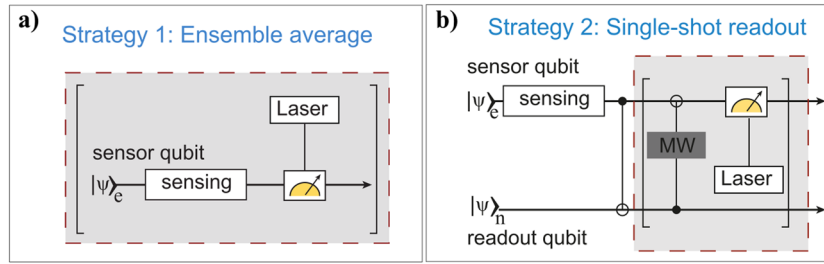 a)
Strategy 1: Ensemble average
Laser
sensor qubit
|ψ⟩e
sensing
b)
Strategy 2: Single-shot readout
sensor qubit
|ψ⟩e
sensing
MW
Laser
|ψ⟩n
readout qubit